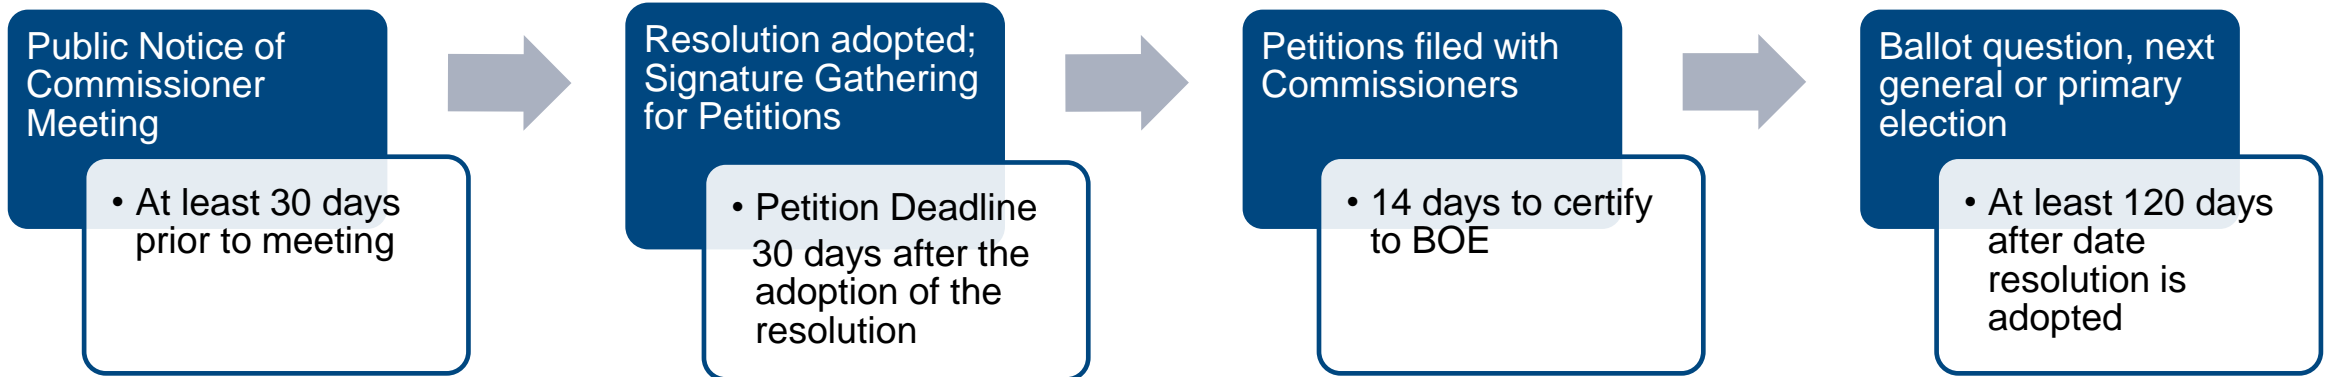 Public Notice of
Commissioner
Meeting
• At least 30 days
prior to meeting
Resolution adopted;
Signature Gathering
for Petitions
• Petition Deadline
30 days after the
adoption of the
resolution
Petitions filed with
Commissioners
• 14 days to certify
to BOE
Ballot question, next
general or primary
election
• At least 120 days
after date
resolution is
adopted